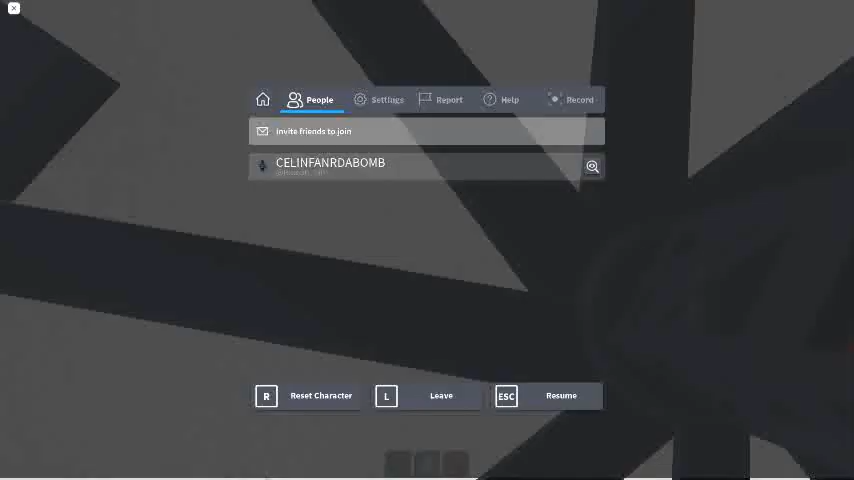 People
Settings
Report
Help
Record
Invite friends to join
CELINFANRDABOMB
R
Reset Character
L
Leave
ESC
Resume